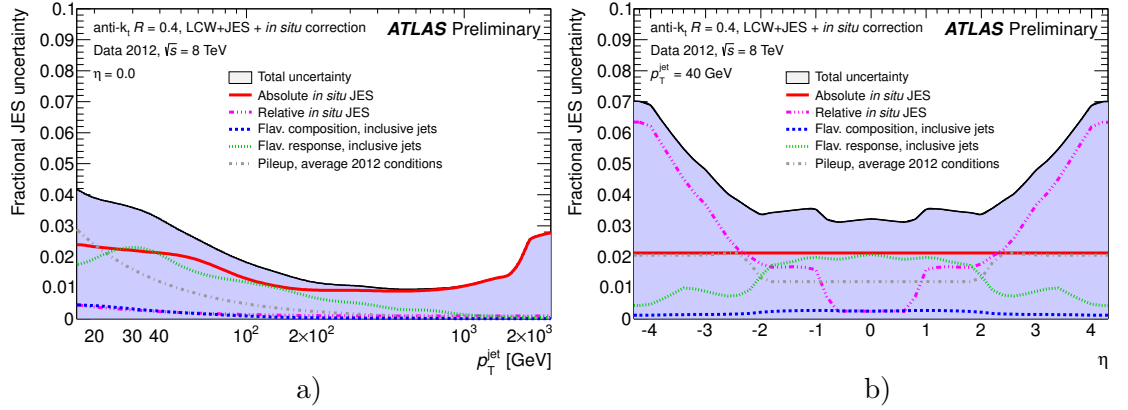 Fractional JES uncertainty
0.1
0.09
0.08
0.07
0.06
0.05
0.04
0.03
0.02
0.01
0
anti-kt R = 0.4, LCW+JES + in situ correction
ATLAS Preliminary
Data 2012, √s = 8 TeV
η = 0.0
Total uncertainty
Absolute in situ JES
Relative in situ JES
Flav. composition, inclusive jets
Flav. response, inclusive jets
Pileup, average 2012 conditions
20 30 40 10² 2×10² 10³ 2×10³
p_T^jet [GeV]
a)
Fractional JES uncertainty
0.1
0.09
0.08
0.07
0.06
0.05
0.04
0.03
0.02
0.01
0
anti-kt R = 0.4, LCW+JES + in situ correction
ATLAS Preliminary
Data 2012, √s = 8 TeV
p_T^jet = 40 GeV
Total uncertainty
Absolute in situ JES
Relative in situ JES
Flav. composition, inclusive jets
Flav. response, inclusive jets
Pileup, average 2012 conditions
-4 -3 -2 -1 0 1 2 3 4
η
b)